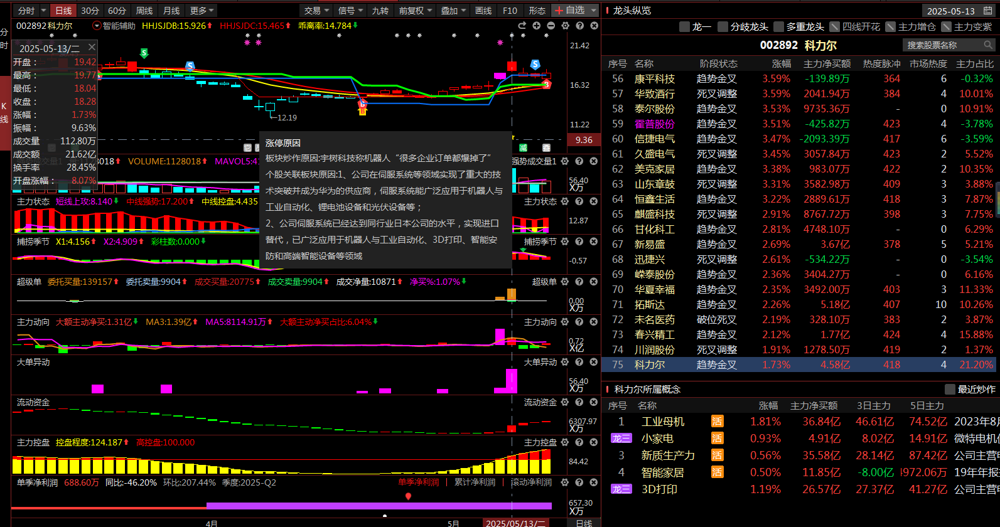 分时 日线 30分 60分 周线 月线 更多 交易 信号 九转 前复权 叠加 画线 F10 形态 自选
002892科力尔 智能辅助 HHJSJDB:15.926 HHJSJDC:15.465 乖离率:14.784
分
时
K
线
2025-05-13/二
开盘: 19.42
最高: 19.77
最低: 18.04
收盘: 18.28
涨幅: 1.73%
振幅: 9.63%
成交量 112.80万
成交额 21.62亿
换手率 28.45%
开盘涨幅: 8.07%
21.42
16.32
11.22
9.36
S
S
S
B
B
3
←12.19
减
涨停原因
板块炒作原因:宇树科技称机器人“很多企业订单都爆掉了”
个股关联板块原因:1、公司在伺服系统等领域实现了重大的技
术突破并成为华为的供应商，伺服系统能广泛应用于机器人与
工业自动化、锂电池设备和光伏设备等；
2、公司伺服系统已经达到同行业日本公司的水平，实现进口
替代，已广泛应用于机器人与工业自动化、3D打印、智能安
防和高端智能设备等领域
28018 VOLUME:1128018 MAVOL5:41 强势成交量1
56.40
X万
主力状态 短线上攻:8.140 中线强势:17.200 中线控盘:4.435 主力状态
12.87
捕捞季节 X1:4.156 X2:4.909 彩柱数:0.000 捕捞季节
-0.57
超级单 委托买量:139157 委托卖量:9904 成交买量:20775 成交卖量:9904 成交净量:10871 净买%:1.07% 超级单
0.00
X万
主力动向 大额主动净买:1.31亿 MA3:1.39亿 MA5:8114.91万 大额主动净买占比:6.04% 主力动向
0.72
X亿
大单异动 大单异动
56.40
X万
流动资金 流动资金
6307.97
X万
主力控盘 控盘程度:124.187 高控盘:100.000 主力控盘
84.42
单季净利润 688.60万 同比:-46.20% 环比:207.44% 季度:2025-Q2 单季净利润 | 累计净利润 | 滚动净利润
657.30
X万
4月 5月 2025/05/13/二 日线
龙头纵览 2025-05-13
龙一 分歧龙头 多重龙头 四线开花 主力增仓 主力变紫
002892 科力尔 搜索股票名称
序号 名称 阶段状态 涨幅 主力净买额 热度脉冲 市场热度 主力占比
56 康平科技 趋势金叉 3.59% -139.89万 364 6 -0.32%
57 华致酒行 死叉调整 3.59% 2041.94万 384 4 10.01%
58 泰尔股份 趋势金叉 3.53% 9735.36万 - 0 10.91%
59 霍普股份 趋势金叉 3.51% -425.82万 423 4 -3.78%
60 信捷电气 趋势金叉 3.47% -2093.39万 417 6 -3.59%
61 久盛电气 死叉调整 3.45% 3057.84万 423 2 5.52%
62 美克家居 趋势金叉 3.38% 983.07万 422 2 10.35%
63 山东章鼓 死叉调整 3.31% 3582.98万 409 3 3.88%
64 恒鑫生活 趋势金叉 3.22% 2889.61万 418 3 7.87%
65 麒盛科技 死叉调整 2.91% 8767.72万 398 3 7.75%
66 甘化科工 趋势金叉 2.81% 4748.10万 - 0 6.29%
67 新易盛 趋势金叉 2.69% 3.67亿 378 5 5.21%
68 迅捷兴 死叉调整 2.61% -534.22万 - 0 -3.54%
69 嵘泰股份 趋势金叉 2.36% 3404.27万 - 0 6.16%
70 华夏幸福 趋势金叉 2.35% 3492.00万 403 3 11.33%
71 拓斯达 趋势金叉 2.26% 5.18亿 407 10 10.26%
72 未名医药 破位死叉 2.19% 328.10万 383 2 3.87%
73 春兴精工 趋势金叉 2.12% 1.77亿 424 4 15.88%
74 川润股份 死叉调整 1.91% 1278.50万 419 2 1.37%
75 科力尔 趋势金叉 1.73% 4.58亿 418 4 21.20%
科力尔所属概念 最近炒作
序号 名称 涨幅 主力净买额 3日主力 5日主力
1 工业母机 活 1.81% 36.84亿 46.61亿 74.52亿 2023年8
龙三 小家电 活 0.93% 4.91亿 8.02亿 14.91亿 微特电机
3 新质生产力 活 0.56% 35.58亿 28.14亿 87.42亿 公司主营
4 智能家居 活 0.50% 11.85亿 -8.00亿 4972.06万 19年年报
龙三 3D打印 1.19% 26.57亿 27.37亿 41.27亿 公司主营